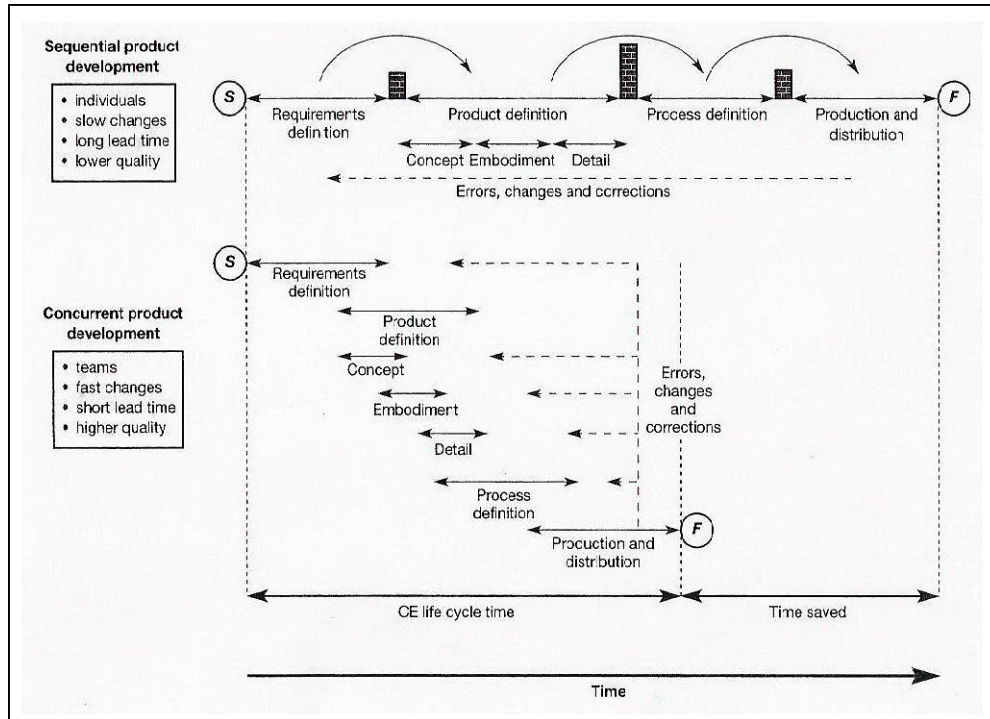 Sequential product
development
• individuals
• slow changes
• long lead time
• lower quality
S
Requirements
definition
Product definition
Process definition
Production and
distribution
F
Concept
Embodiment
Detail
Errors, changes and corrections
S
Requirements
definition
Concurrent product
development
• teams
• fast changes
• short lead time
• higher quality
Product
definition
Concept
Embodiment
Detail
Process
definition
Production and
distribution
Errors,
changes
and
corrections
F
CE life cycle time
Time saved
Time